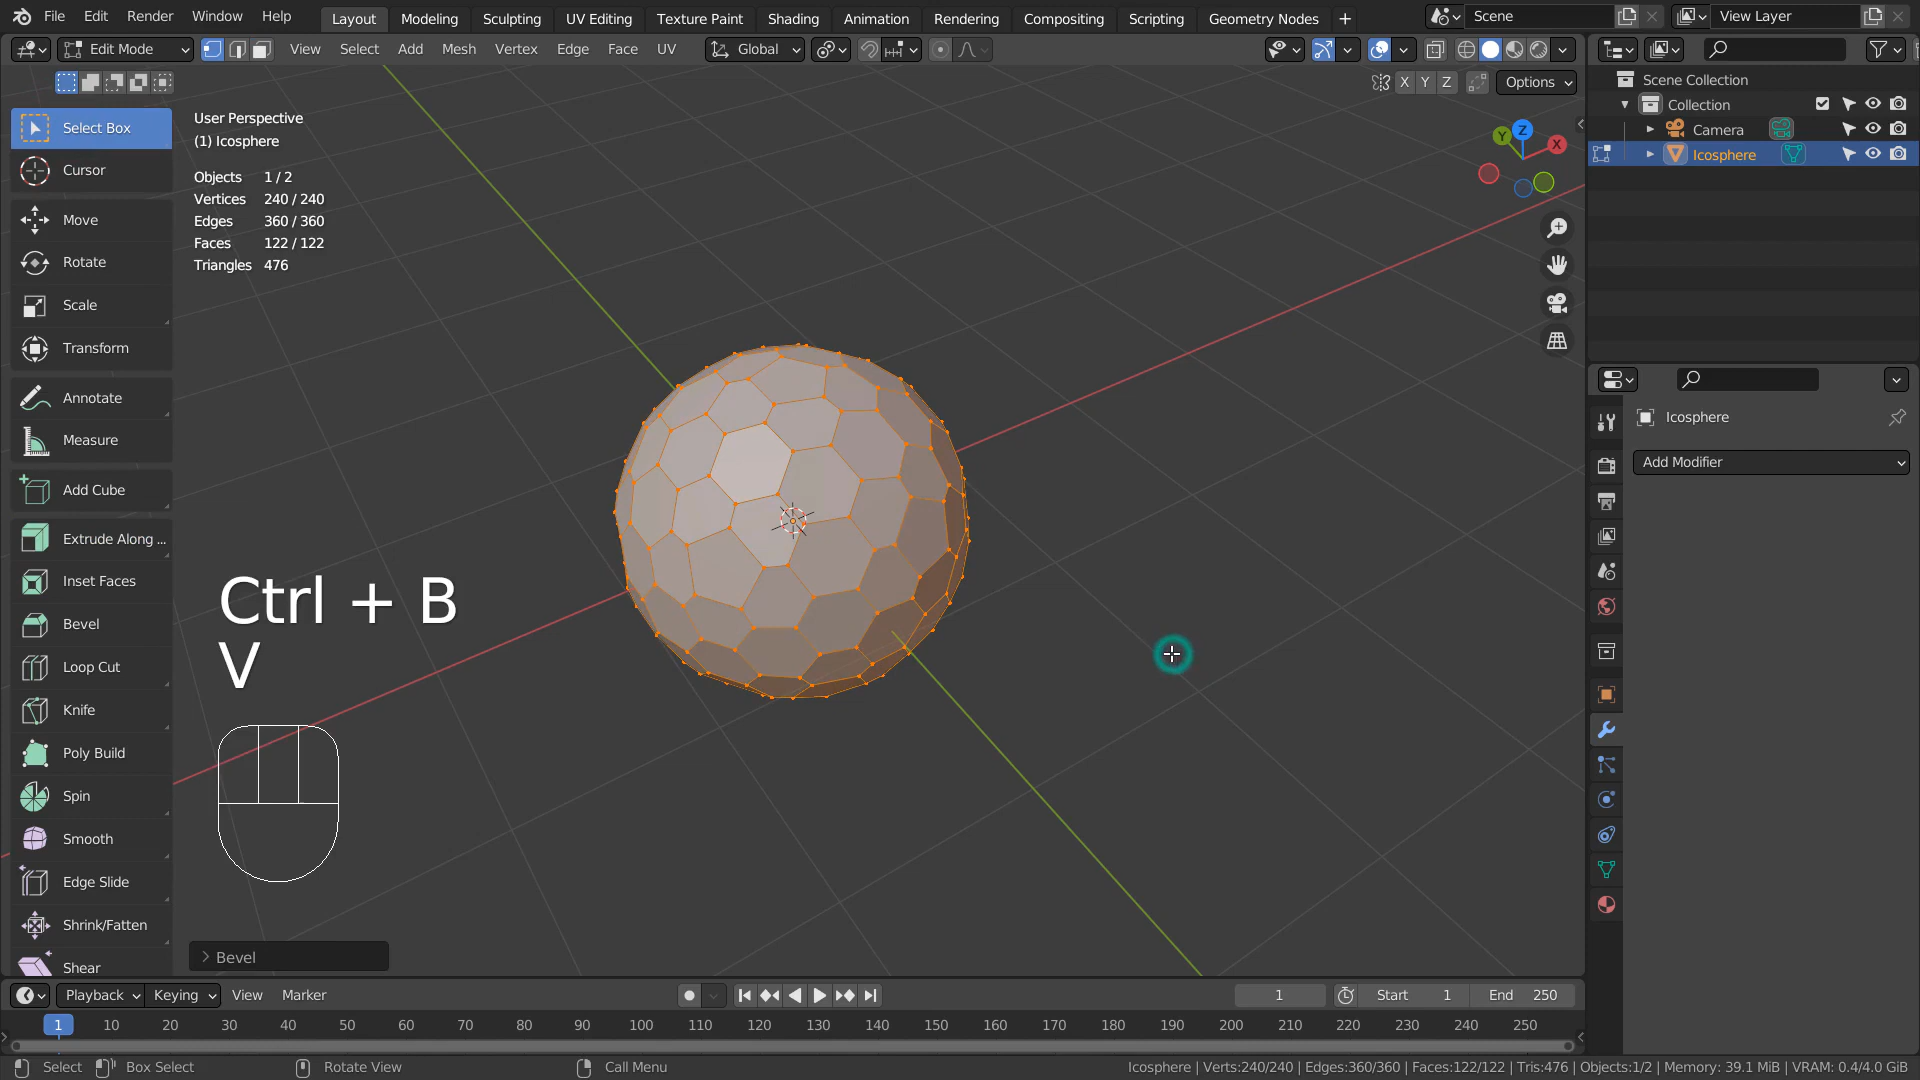 File Edit Render Window Help Layout Modeling Sculpting UV Editing Texture Paint Shading Animation Rendering Compositing Scripting Geometry Nodes + Scene View Layer
Edit Mode View Select Add Mesh Vertex Edge Face UV Global
X Y Z Options
Scene Collection
Collection
Camera
Icosphere
Select Box
Cursor
Move
Rotate
Scale
Transform
Annotate
Measure
Add Cube
Extrude Along ...
Inset Faces
Bevel
Loop Cut
Knife
Poly Build
Spin
Smooth
Edge Slide
Shrink/Fatten
Shear
User Perspective
(1) Icosphere
Objects 1 / 2
Vertices 240 / 240
Edges 360 / 360
Faces 122 / 122
Triangles 476
Z
Y
X
Ctrl + B
V
Bevel
Icosphere
Add Modifier
Playback Keying View Marker 1 Start 1 End 250
1 10 20 30 40 50 60 70 80 90 100 110 120 130 140 150 160 170 180 190 200 210 220 230 240 250
Select Box Select Rotate View Call Menu Icosphere | Verts:240/240 | Edges:360/360 | Faces:122/122 | Tris:476 | Objects:1/2 | Memory: 39.1 MiB | VRAM: 0.4/4.0 GiB